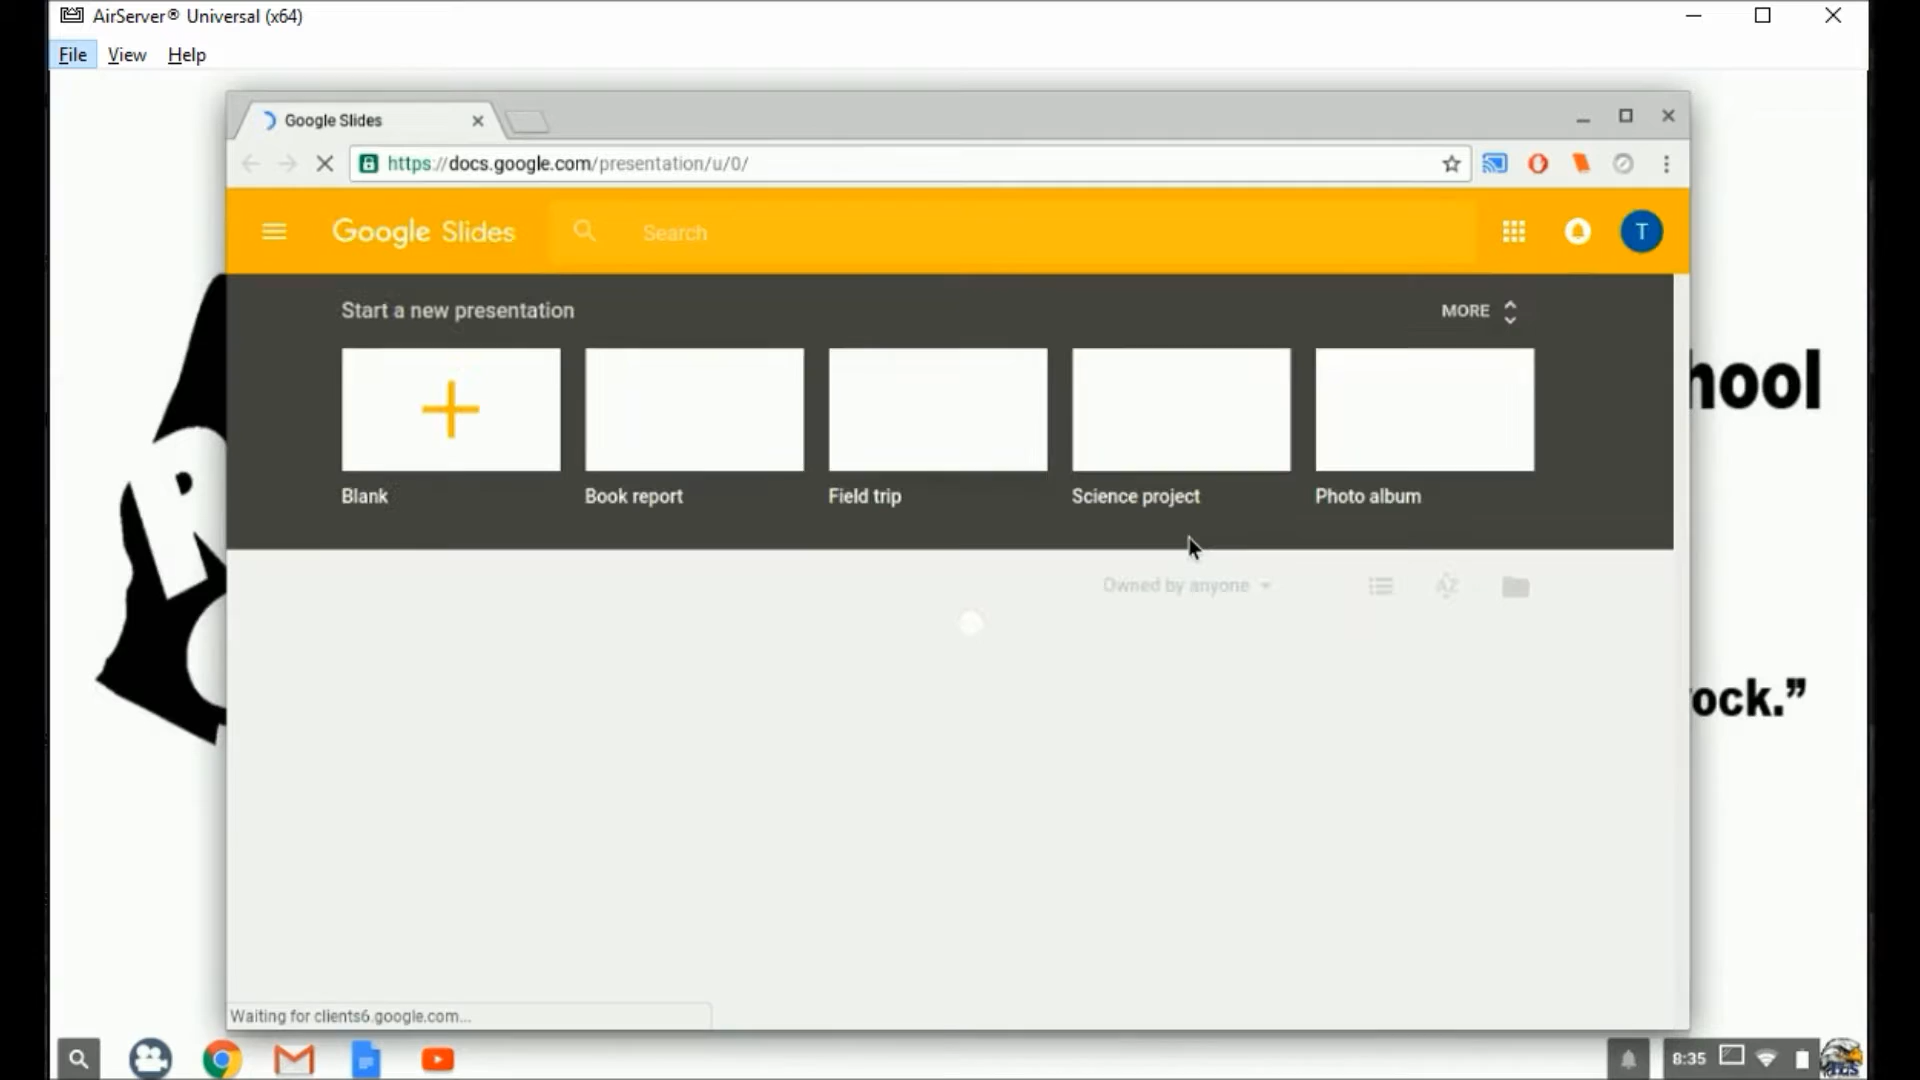 AirServer® Universal (x64)
File View Help
Google Slides
https://docs.google.com/presentation/u/0/
Google Slides
Search
T
Start a new presentation
MORE
Blank
Book report
Field trip
Science project
Photo album
Owned by anyone
AZ
hool
ock.”
Waiting for clients6.google.com...
8:35